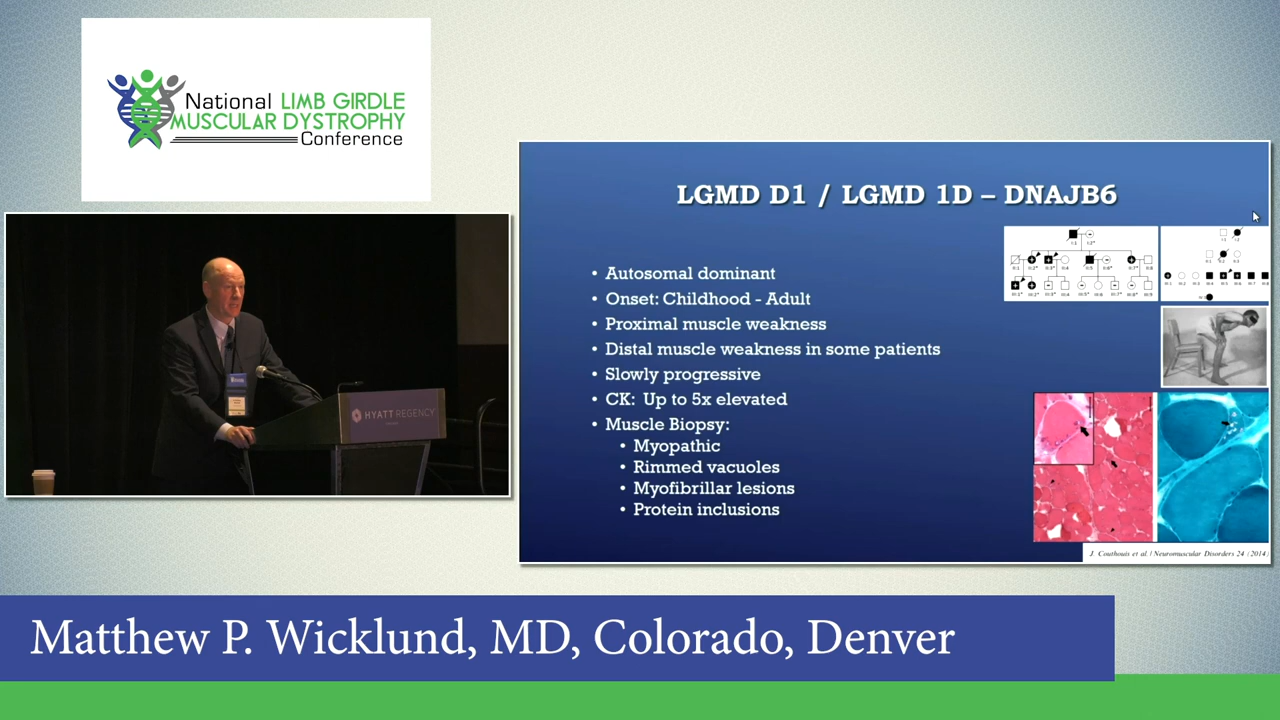 National LIMB GIRDLE
MUSCULAR DYSTROPHY
Conference
HYATT REGENCY
LGMD D1 / LGMD 1D – DNAJB6
• Autosomal dominant
• Onset: Childhood - Adult
• Proximal muscle weakness
• Distal muscle weakness in some patients
• Slowly progressive
• CK: Up to 5x elevated
• Muscle Biopsy:
• Myopathic
• Rimmed vacuoles
• Myofibrillar lesions
• Protein inclusions
J. Couthouis et al. / Neuromuscular Disorders 24 (2014)
Matthew P. Wicklund, MD, Colorado, Denver